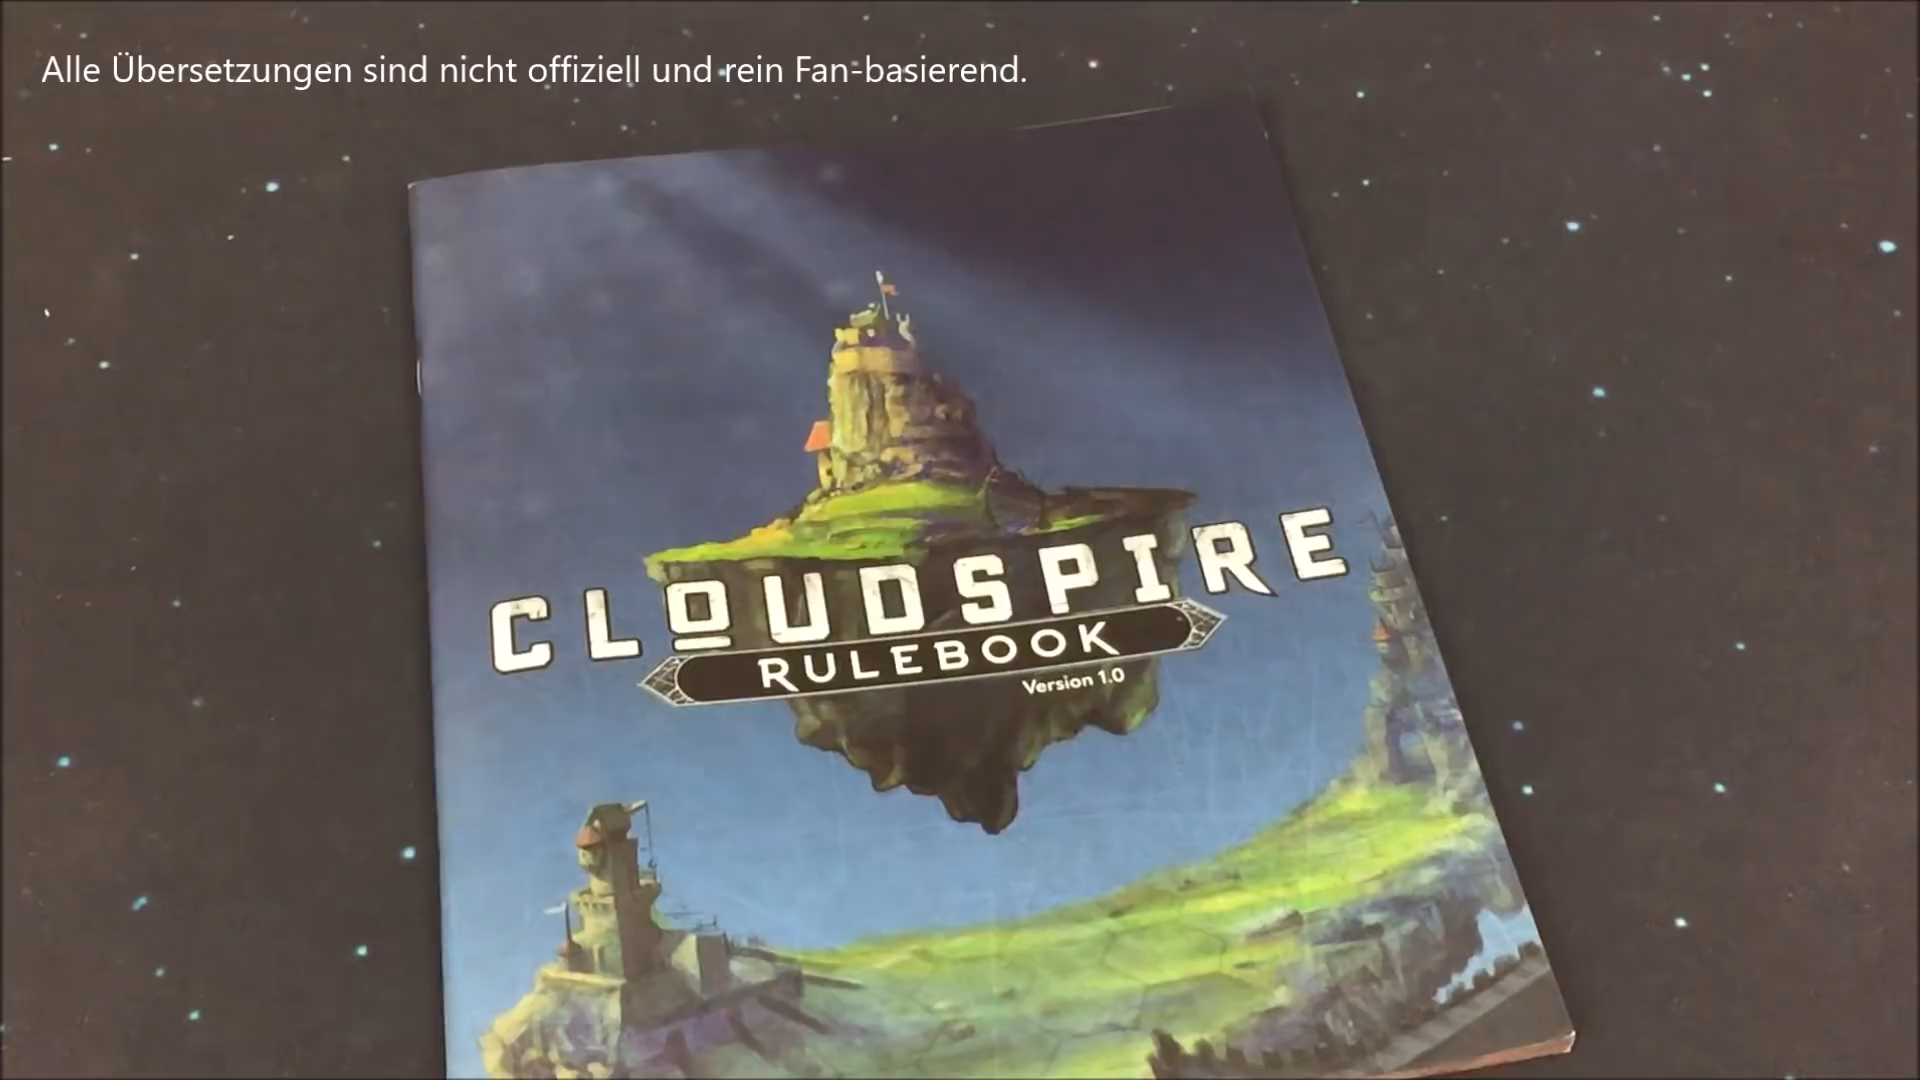 Alle Übersetzungen sind nicht offiziell und rein Fan-basierend.
CLOUDSPIRE
RULEBOOK
Version 1.0